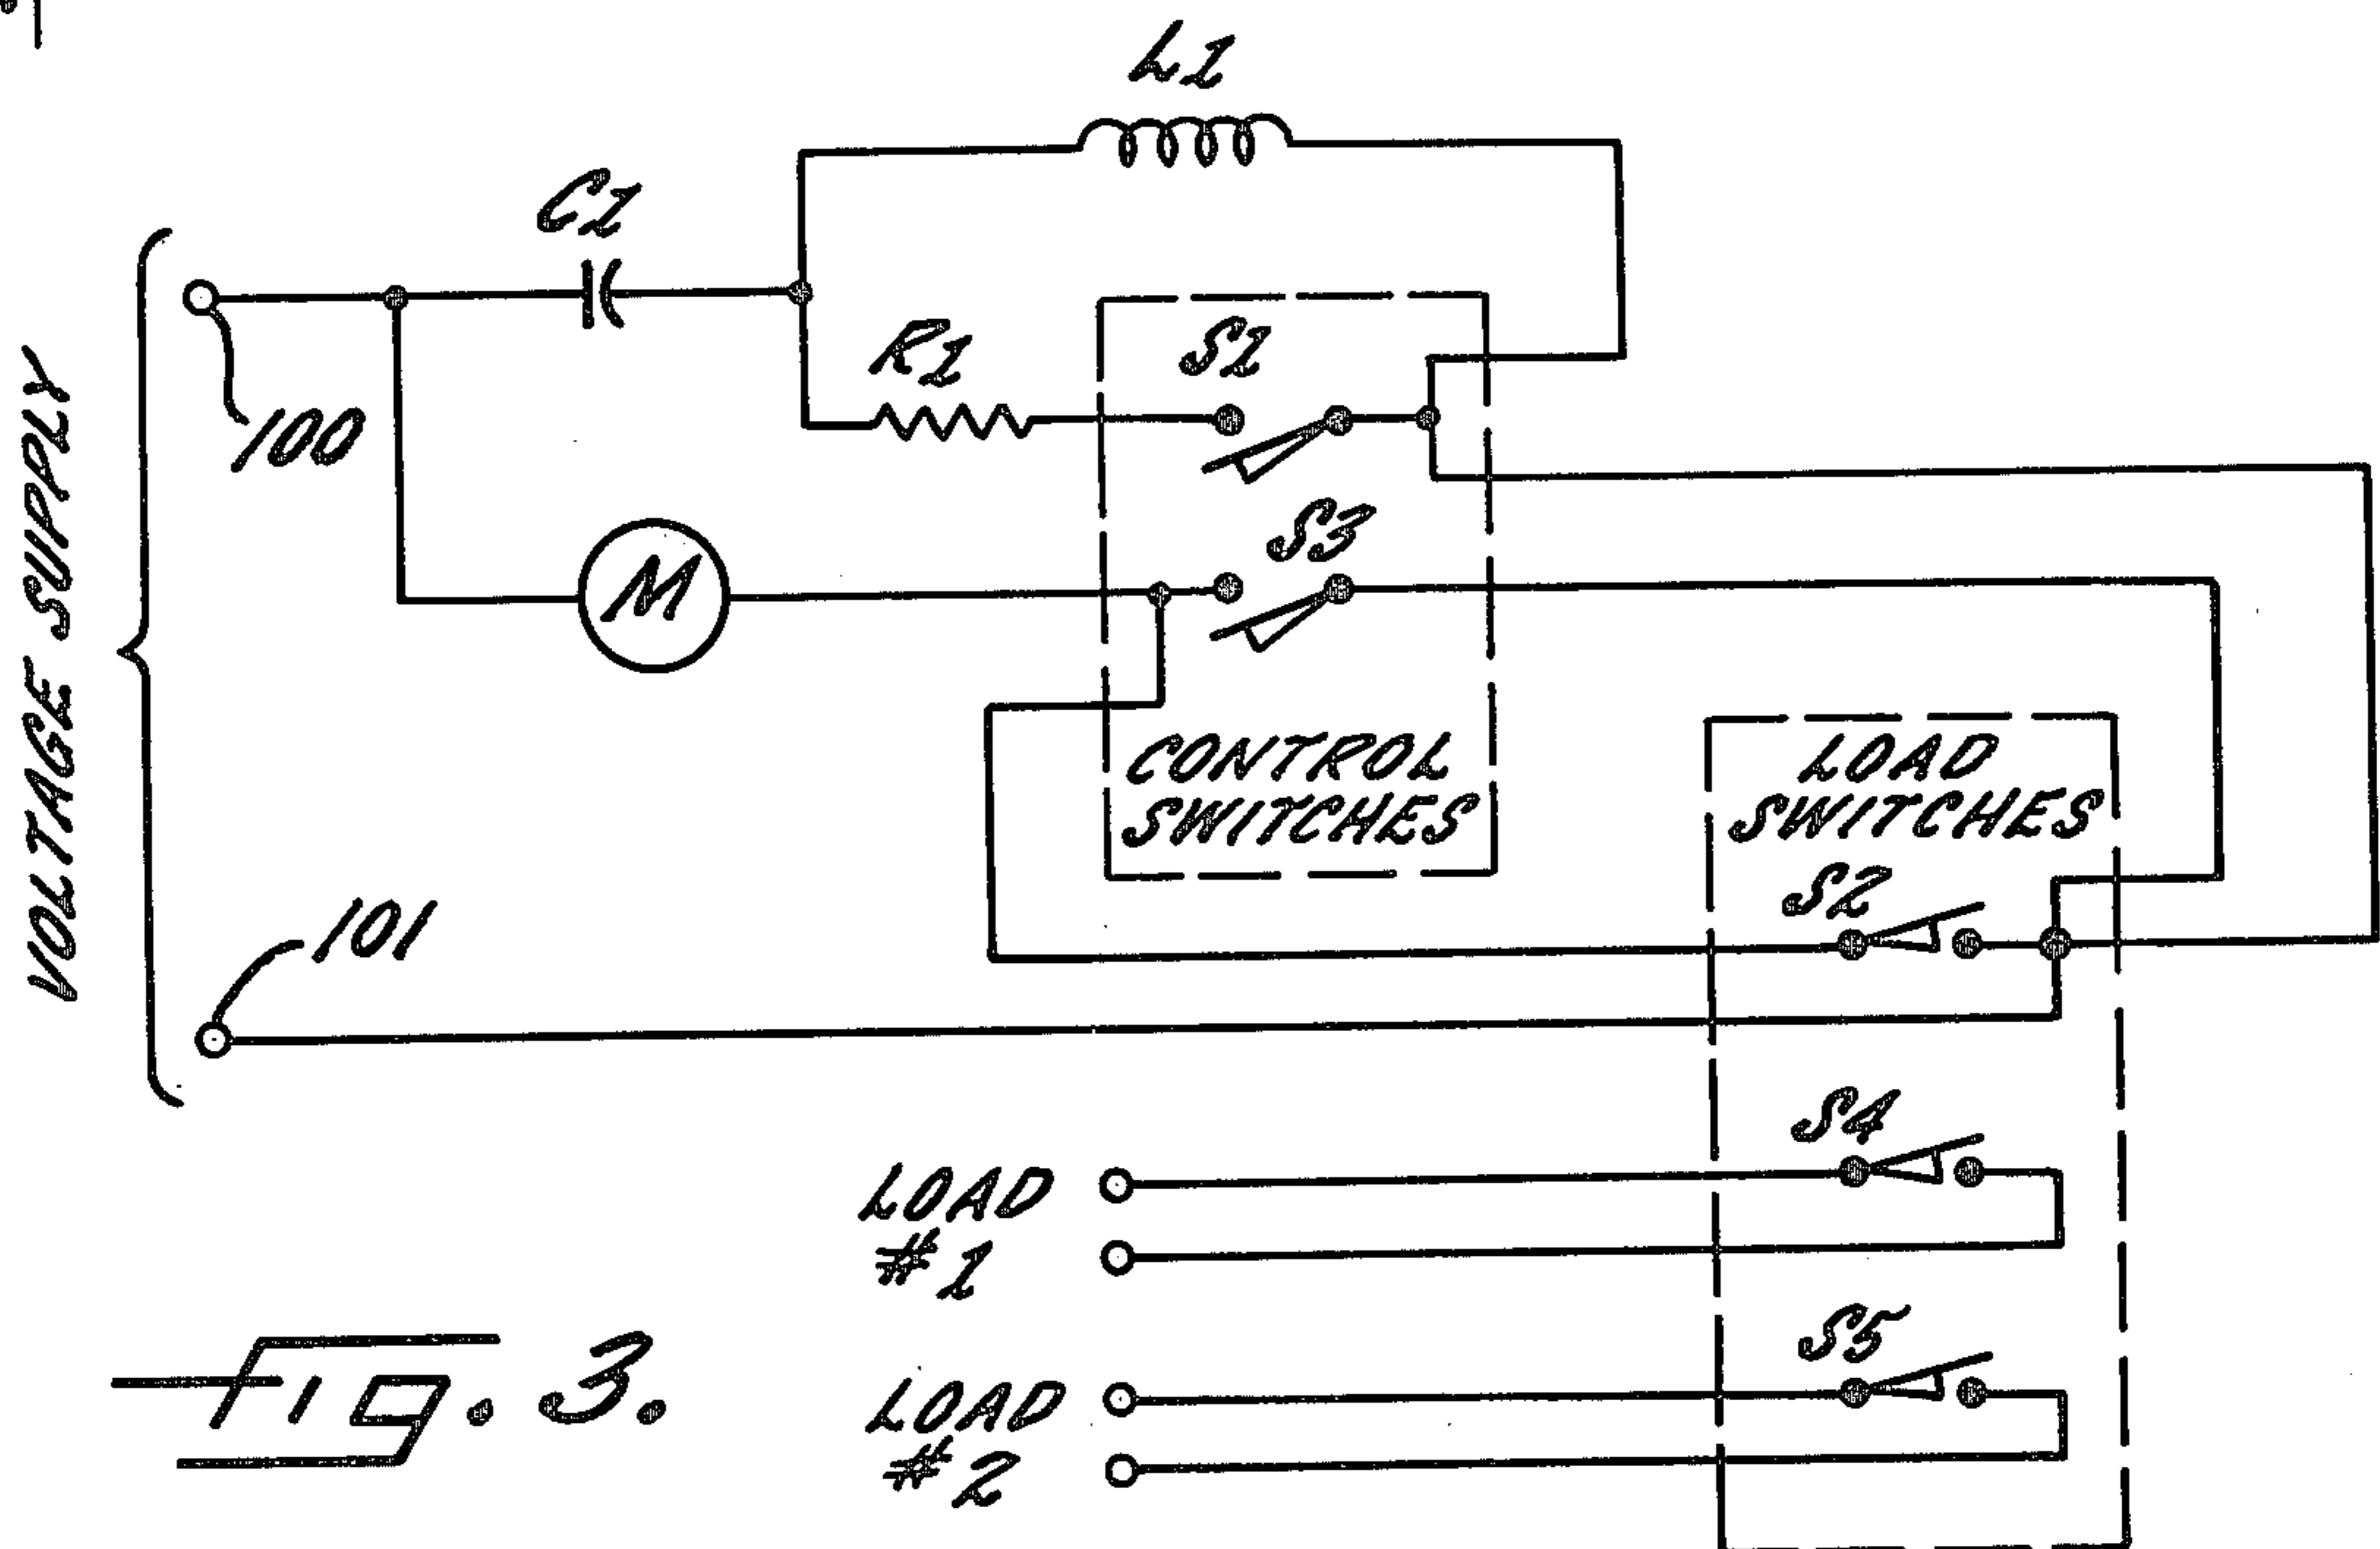 L1
C1
R1
S1
100
S3
M
VOLTAGE SUPPLY
CONTROL
SWITCHES
LOAD
SWITCHES
S2
101
S4
LOAD
#1
S5
LOAD
#2
Fig. 3.